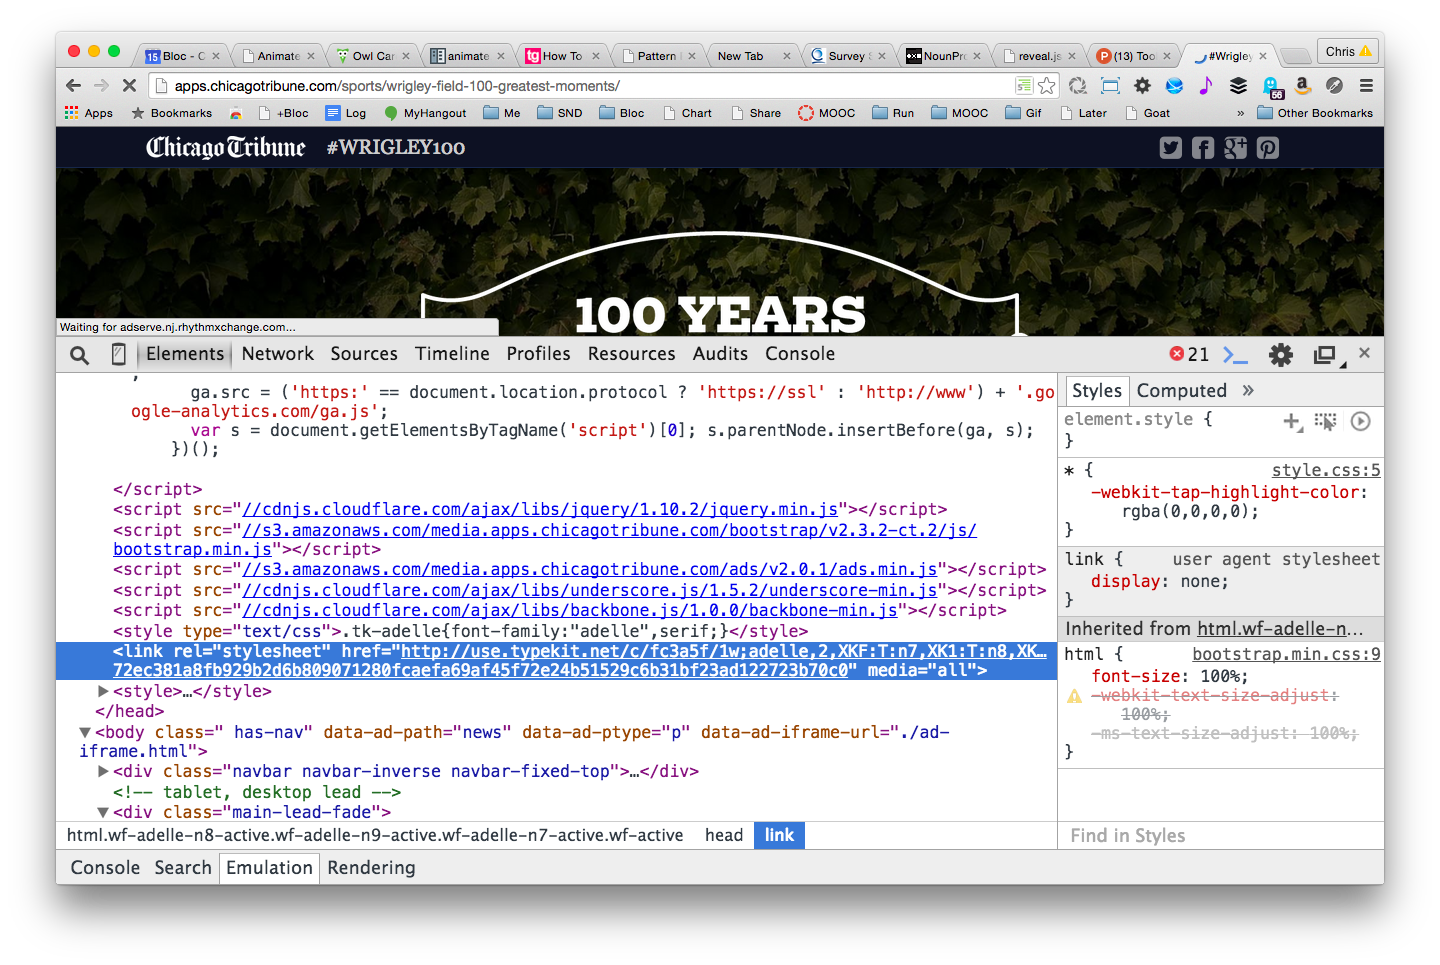 15 Bloc - C
Animate
Owl Car
animate
tg How To
Pattern
New Tab
Survey
NounPro
reveal.js
(13) Too
#Wrigley
Chris
apps.chicagotribune.com/sports/wrigley-field-100-greatest-moments/
66
Apps Bookmarks +Bloc Log MyHangout Me SND Bloc Chart Share MOOC Run MOOC Gif Later Goat » Other Bookmarks
Chicago Tribune #WRIGLEY100
100 YEARS
Waiting for adserve.nj.rhythmxchange.com...
Elements Network Sources Timeline Profiles Resources Audits Console 21
;
ga.src = ('https:' == document.location.protocol ? 'https://ssl' : 'http://www') + '.go
ogle-analytics.com/ga.js';
var s = document.getElementsByTagName('script')[0]; s.parentNode.insertBefore(ga, s);
})();
</script>
<script src="//cdnjs.cloudflare.com/ajax/libs/jquery/1.10.2/jquery.min.js"></script>
<script src="//s3.amazonaws.com/media.apps.chicagotribune.com/bootstrap/v2.3.2-ct.2/js/
bootstrap.min.js"></script>
<script src="//s3.amazonaws.com/media.apps.chicagotribune.com/ads/v2.0.1/ads.min.js"></script>
<script src="//cdnjs.cloudflare.com/ajax/libs/underscore.js/1.5.2/underscore-min.js"></script>
<script src="//cdnjs.cloudflare.com/ajax/libs/backbone.js/1.0.0/backbone-min.js"></script>
<style type="text/css">.tk-adelle{font-family:"adelle",serif;}</style>
<link rel="stylesheet" href="http://use.typekit.net/c/fc3a5f/1w;adelle,2,XKF:T:n7,XK1:T:n8,XK…
72ec381a8fb929b2d6b809071280fcaefa69af45f72e24b51529c6b31bf23ad122723b70c0" media="all">
<style>…</style>
</head>
<body class=" has-nav" data-ad-path="news" data-ad-ptype="p" data-ad-iframe-url="./ad-
iframe.html">
<div class="navbar navbar-inverse navbar-fixed-top">…</div>
<!-- tablet, desktop lead -->
<div class="main-lead-fade">
html.wf-adelle-n8-active.wf-adelle-n9-active.wf-adelle-n7-active.wf-active head link
Styles Computed »
element.style {
}
* { style.css:5
-webkit-tap-highlight-color:
rgba(0,0,0,0);
}
link { user agent stylesheet
display: none;
}
Inherited from html.wf-adelle-n…
html { bootstrap.min.css:9
font-size: 100%;
-webkit-text-size-adjust:
100%;
-ms-text-size-adjust: 100%;
}
Find in Styles
Console Search Emulation Rendering